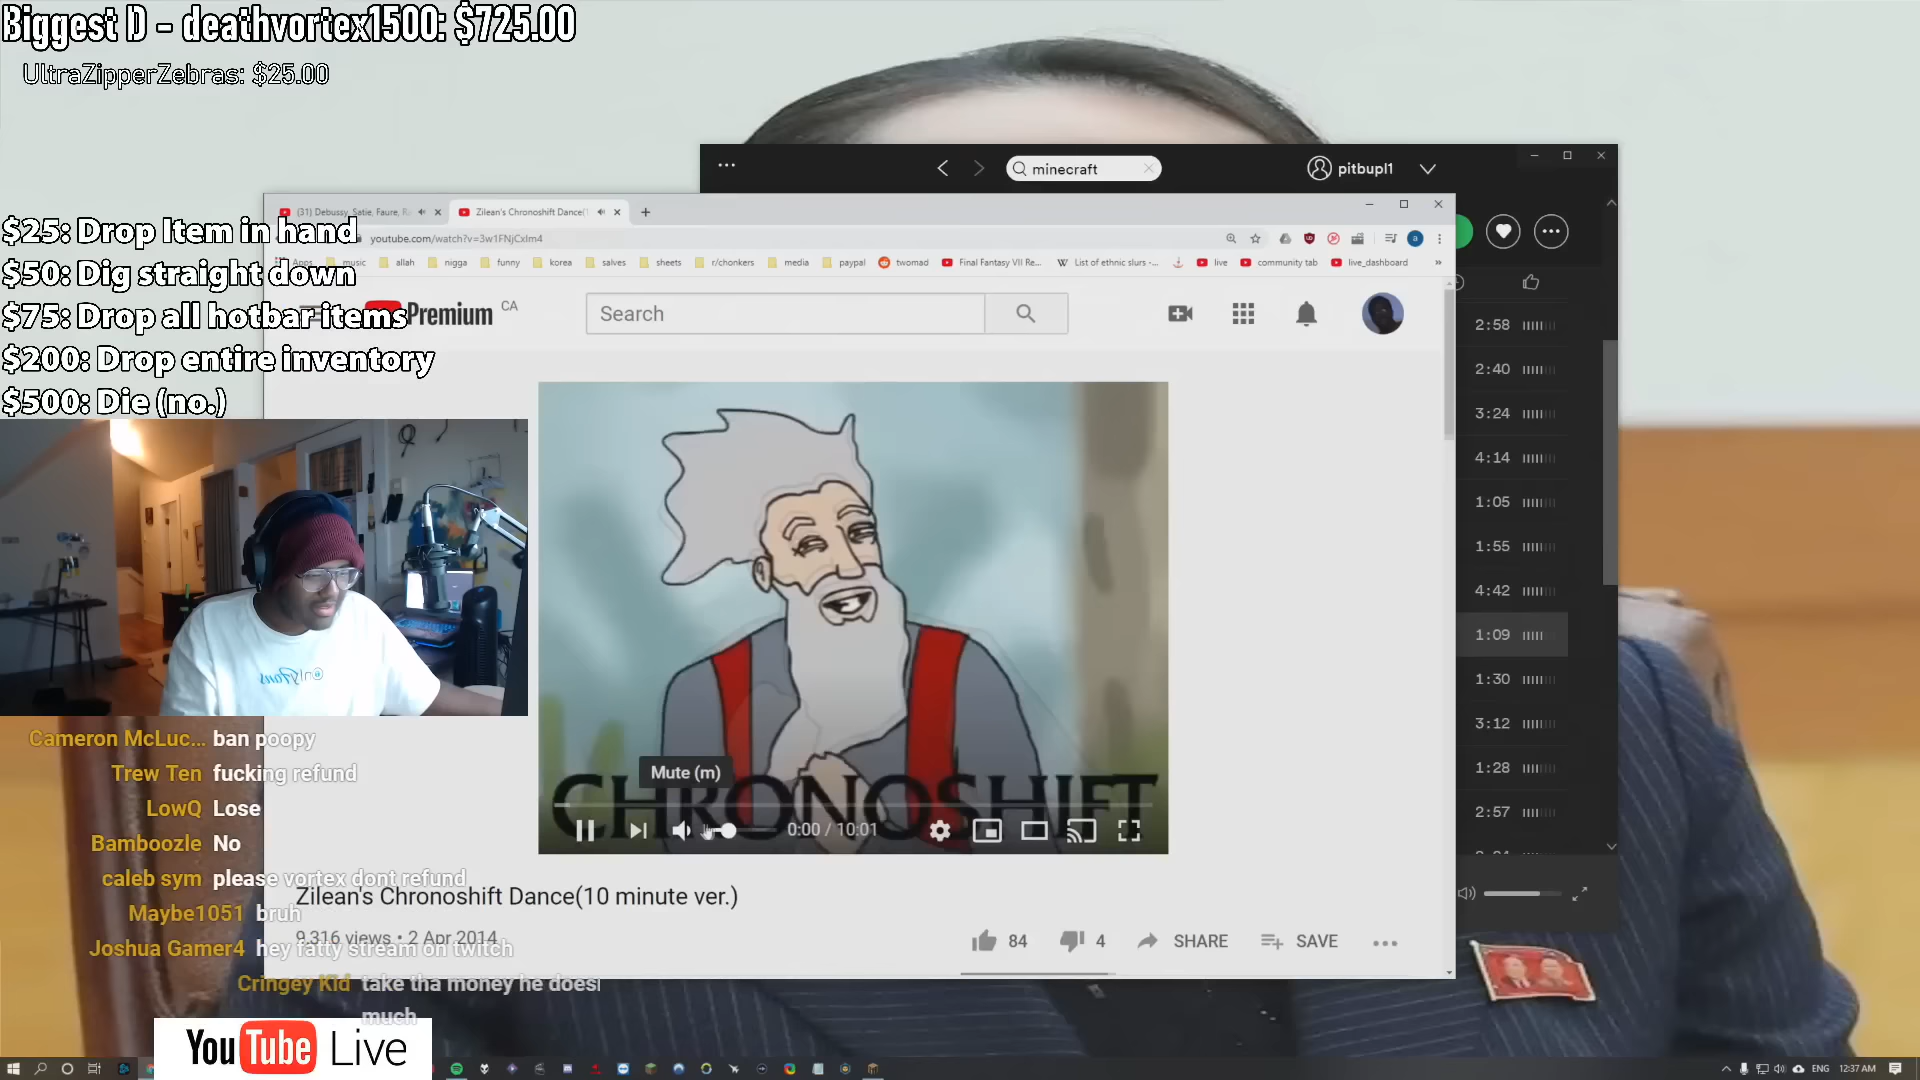 Biggest D - deathvortex1500: $725.00
UltraZipperZebras: $25.00
minecraft
pitbupl1
(31) Debussy, Satie, Faure, R
Zilean's Chronoshift Dance(1
$25: Drop Item in hand
youtube.com/watch?v=3w1FNjCxIm4
Apps music allah nigga funny korea salves sheets r/chonkers media paypal twomad Final Fantasy VII Re... List of ethnic slurs -... live community tab live_dashboard »
$50: Dig straight down
$75: Drop all hotbar items
Premium CA
Search
$200: Drop entire inventory
$500: Die (no.)
2:58
2:40
3:24
4:14
1:05
1:55
4:42
1:09
1:30
3:12
1:28
2:57
OnlyFans
CHRONOSHIFT
Mute (m)
0:00 / 10:01
Zilean's Chronoshift Dance(10 minute ver.)
9,316 views • 2 Apr 2014
84 4 SHARE SAVE
Cameron McLuc... ban poopy
Trew Ten fucking refund
LowQ Lose
Bamboozle No
caleb sym please vortex dont refund
Maybe1051 bruh
Joshua Gamer4 hey fatty stream on twitch
Cringey Kid take tha money he does
much
YouTube Live
ENG 12:37 AM